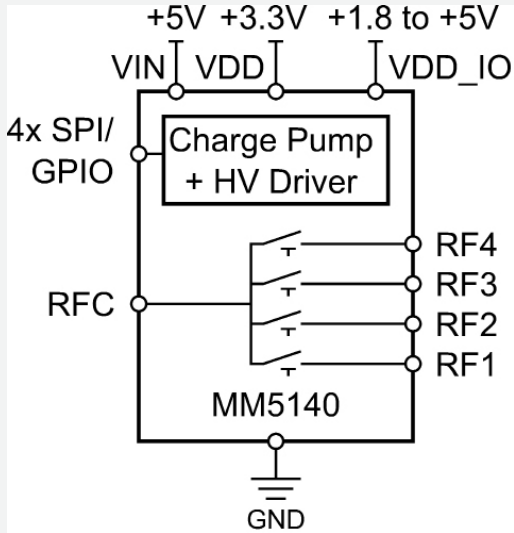 +5V +3.3V +1.8 to +5V
VIN VDD VDD_IO
4x SPI/
GPIO
Charge Pump
+ HV Driver
RF4
RF3
RFC
RF2
RF1
MM5140
GND